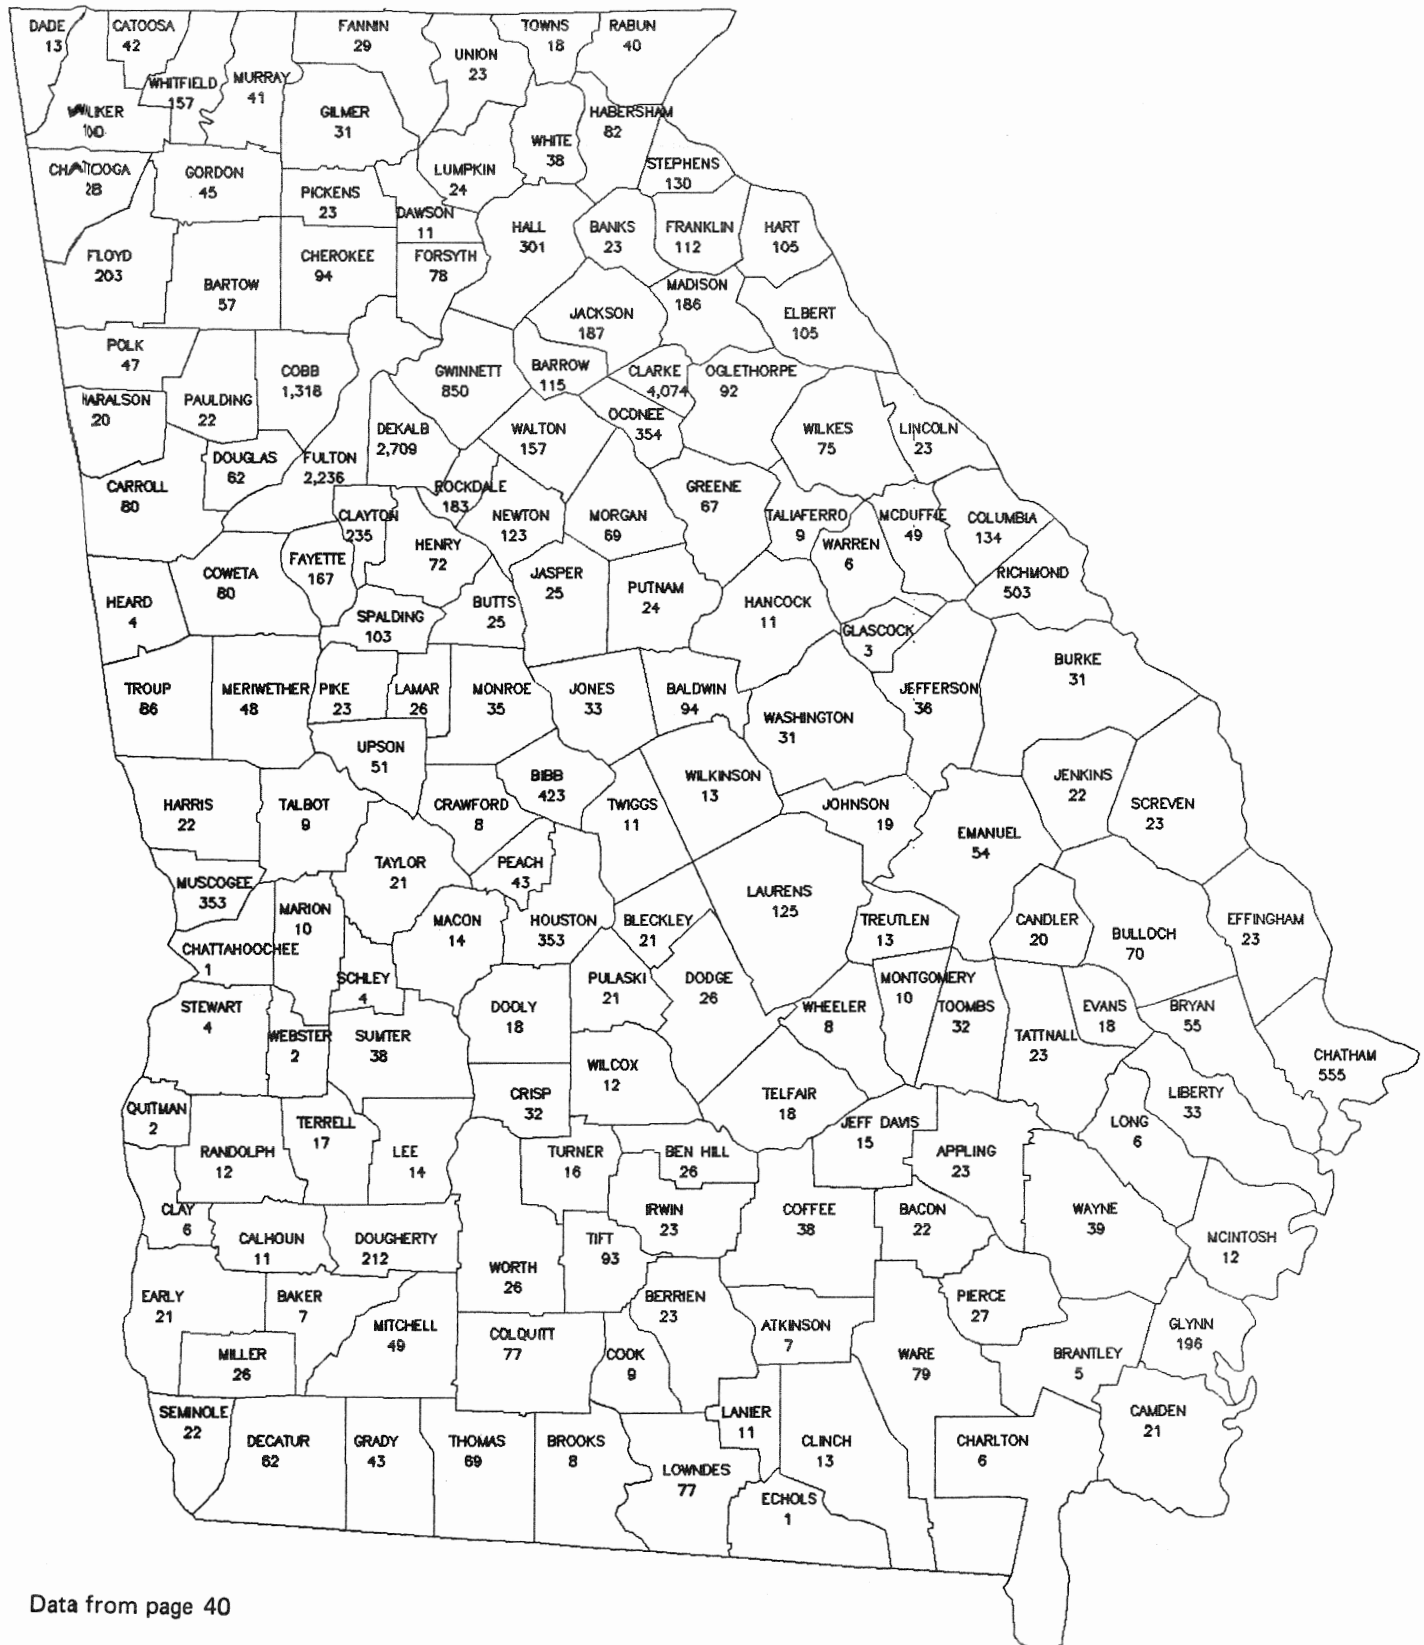 DADE
13
CATOOSA
42
FANNIN
29
UNION
23
TOWNS
18
RABUN
40
WHITFIELD
157
MURRAY
41
GILMER
31
WHITE
38
HABERSHAM
82
STEPHENS
130
CHATTOOGA
28
GORDON
45
PICKENS
23
LUMPKIN
24
DAWSON
11
HALL
301
BANKS
23
FRANKLIN
112
HART
105
FLOYD
203
BARTOW
57
CHEROKEE
94
FORSYTH
78
JACKSON
187
MADISON
186
ELBERT
105
POLK
47
COBB
1,318
GWINNETT
850
BARROW
115
CLARKE
4,074
OGLETHORPE
92
HARALSON
20
PAULDING
22
DEKALB
2,709
WALTON
157
OCONEE
354
WILKES
75
LINCOLN
23
CARROLL
80
DOUGLAS
62
FULTON
2,236
ROCKDALE
183
CLAYTON
235
HENRY
72
NEWTON
123
MORGAN
69
GREENE
67
TALIAFERRO
9
WARREN
6
MCDUFFIE
49
COLUMBIA
134
RICHMOND
503
HEARD
4
COWETA
80
FAYETTE
167
SPALDING
103
BUTTS
25
JASPER
25
PUTNAM
24
HANCOCK
11
GLASCOCK
3
BURKE
31
TROUP
86
MERIWETHER
48
PIKE
23
LAMAR
26
MONROE
35
JONES
33
BALDWIN
94
WASHINGTON
31
JEFFERSON
36
UPSON
51
BIBB
423
TWIGGS
11
WILKINSON
13
JOHNSON
19
EMANUEL
54
JENKINS
22
SCREVEN
23
HARRIS
22
TALBOT
9
CRAWFORD
8
TAYLOR
21
PEACH
43
MUSCOGEE
353
MARION
10
MACON
14
HOUSTON
353
BLECKLEY
21
LAURENS
125
TREUTLEN
13
CANDLER
20
BULLOCH
70
EFFINGHAM
23
CHATTAHOOCHEE
1
SCHLEY
4
STEWART
4
WEBSTER
2
SUMTER
38
DOOLY
18
PULASKI
21
DODGE
26
WHEELER
8
MONTGOMERY
10
TOOMBS
32
TATTNALL
23
EVANS
18
BRYAN
55
CHATHAM
555
QUITMAN
2
RANDOLPH
12
TERRELL
17
LEE
14
CRISP
32
WILCOX
12
TELFAIR
18
JEFF DAVIS
15
LONG
6
LIBERTY
33
TURNER
16
BEN HILL
26
APPLING
23
CLAY
6
CALHOUN
11
DOUGHERTY
212
WORTH
26
TIFT
93
IRWIN
23
COFFEE
38
BACON
22
WAYNE
39
MCINTOSH
12
EARLY
21
BAKER
7
MITCHELL
49
COLQUITT
77
BERRIEN
23
COOK
9
ATKINSON
7
WARE
79
PIERCE
27
BRANTLEY
5
GLYNN
196
MILLER
26
SEMINOLE
22
DECATUR
62
GRADY
43
THOMAS
69
BROOKS
8
LOWNDES
77
LANIER
11
CLINCH
13
ECHOLS
1
CHARLTON
6
CAMDEN
21
Data from page 40